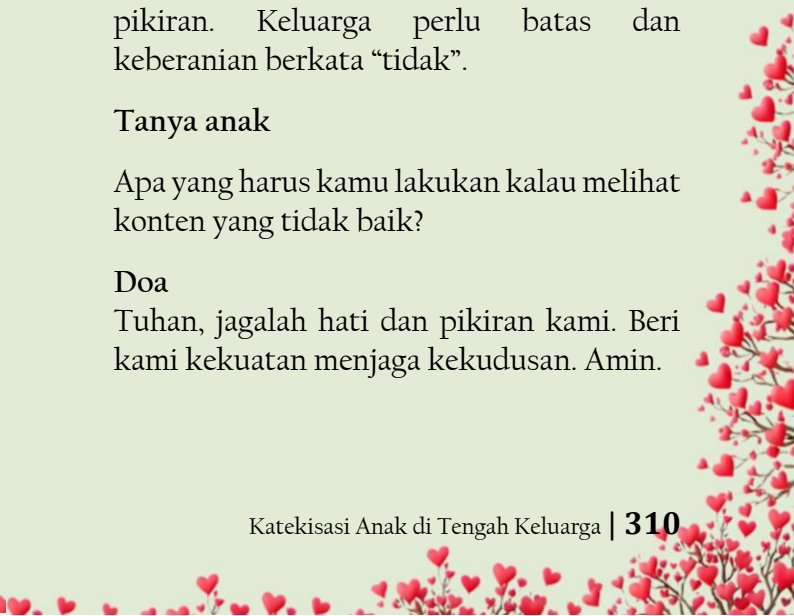 pikiran. Keluarga perlu batas dan
keberanian berkata “tidak”.
Tanya anak
Apa yang harus kamu lakukan kalau melihat
konten yang tidak baik?
Doa
Tuhan, jagalah hati dan pikiran kami. Beri
kami kekuatan menjaga kekudusan. Amin.
Katekisasi Anak di Tengah Keluarga | 310